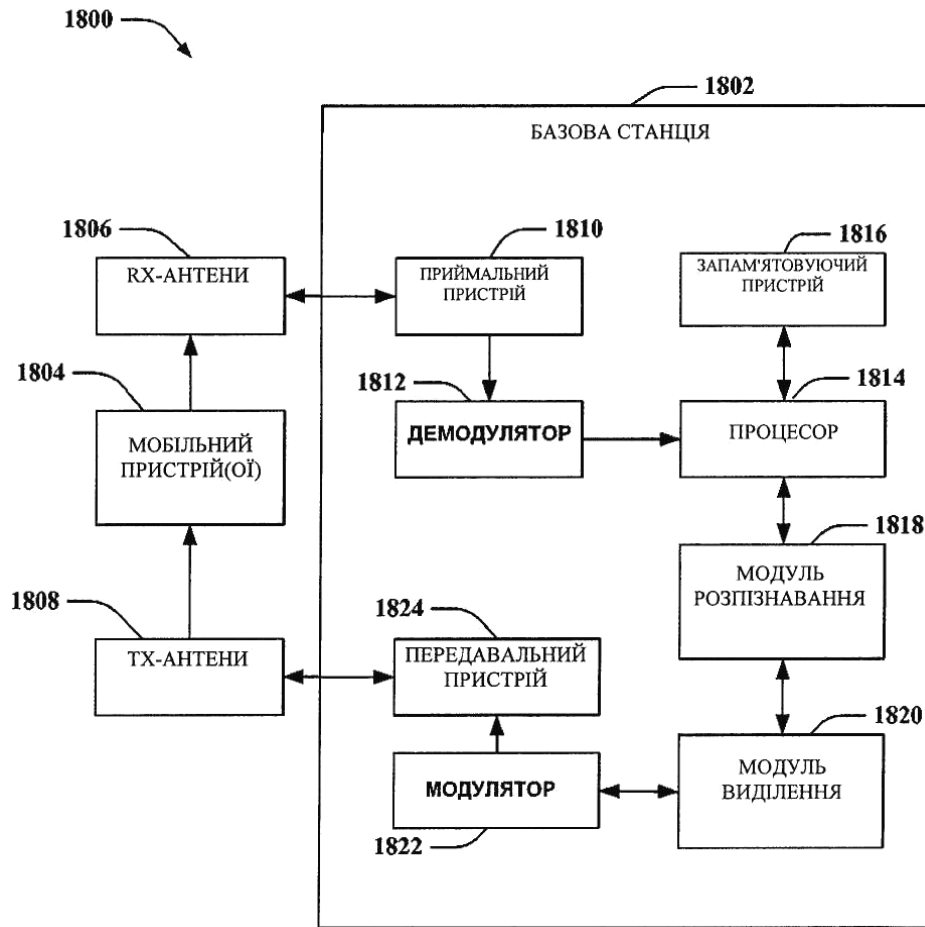 1800
1802
БАЗОВА СТАНЦІЯ
1806
RX-АНТЕНИ
1810
ПРИЙМАЛЬНИЙ
ПРИСТРІЙ
1816
ЗАПАМ'ЯТОВУЮЧИЙ
ПРИСТРІЙ
1804
МОБІЛЬНИЙ
ПРИСТРІЙ(ОЇ)
1812
ДЕМОДУЛЯТОР
1814
ПРОЦЕСОР
1818
МОДУЛЬ
РОЗПІЗНАВАННЯ
1808
TX-АНТЕНИ
1824
ПЕРЕДАВАЛЬНИЙ
ПРИСТРІЙ
1820
МОДУЛЬ
ВИДІЛЕННЯ
МОДУЛЯТОР
1822